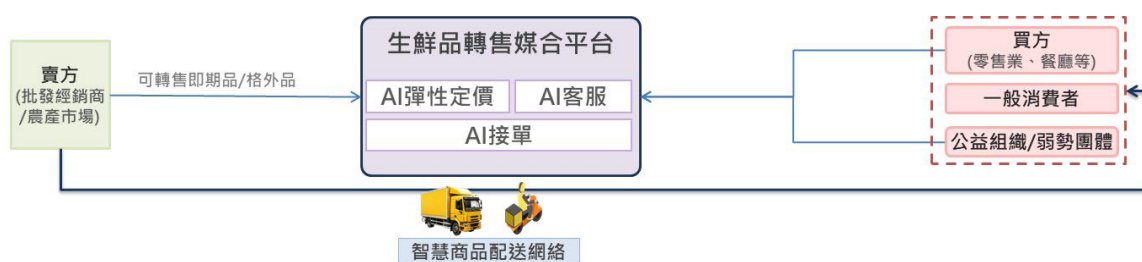 生鮮品轉售媒合平台
賣方
(批發經銷商
/農產市場)
可轉售即期品/格外品
AI彈性定價
AI客服
AI接單
買方
(零售業、餐廳等)
一般消費者
公益組織/弱勢團體
智慧商品配送網絡